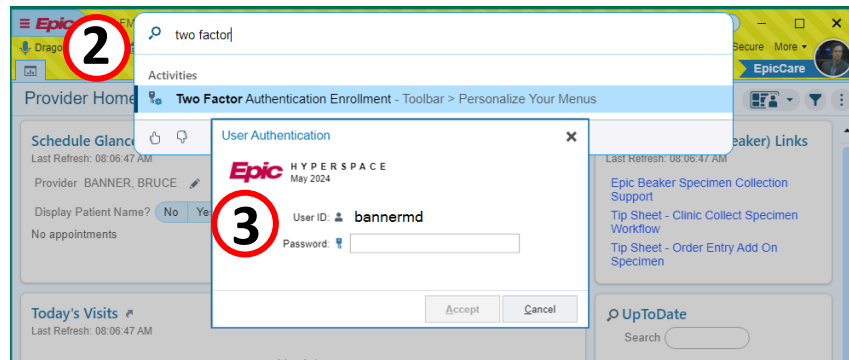 Epic
2
two factor
Drago
Secure More
Activities
EpicCare
Two Factor Authentication Enrollment - Toolbar > Personalize Your Menus
Provider Home
User Authentication
Schedule Glance
eaker) Links
Last Refresh: 08:06:47 AM
Last Refresh: 08:06:47 AM
Epic HYPERSPACE
May 2024
Provider BANNER, BRUCE
Epic Beaker Specimen Collection
Support
Display Patient Name? No Yes
3
User ID: bannermd
Tip Sheet - Clinic Collect Specimen
Workflow
No appointments
Password:
Tip Sheet - Order Entry Add On
Specimen
Accept Cancel
Today's Visits
UpToDate
Last Refresh: 08:06:47 AM
Search